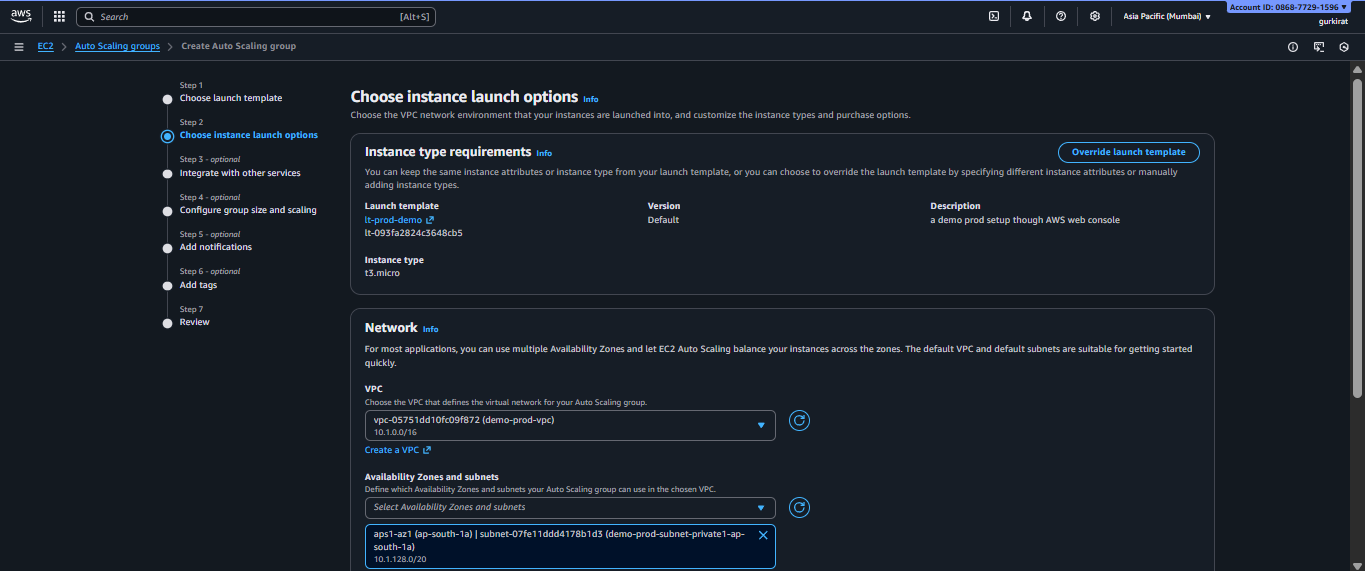 aws
Search
[Alt+S]
Asia Pacific (Mumbai)
Account ID: 0868-7729-1596
gurkirat
EC2
Auto Scaling groups
Create Auto Scaling group
Step 1
Choose launch template
Step 2
Choose instance launch options
Step 3 - optional
Integrate with other services
Step 4 - optional
Configure group size and scaling
Step 5 - optional
Add notifications
Step 6 - optional
Add tags
Step 7
Review
Choose instance launch options Info
Choose the VPC network environment that your instances are launched into, and customize the instance types and purchase options.
Instance type requirements Info
Override launch template
You can keep the same instance attributes or instance type from your launch template, or you can choose to override the launch template by specifying different instance attributes or manually
adding instance types.
Launch template
lt-prod-demo
lt-093fa2824c3648cb5
Version
Default
Description
a demo prod setup though AWS web console
Instance type
t3.micro
Network Info
For most applications, you can use multiple Availability Zones and let EC2 Auto Scaling balance your instances across the zones. The default VPC and default subnets are suitable for getting started
quickly.
VPC
Choose the VPC that defines the virtual network for your Auto Scaling group.
vpc-05751dd10fc09f872 (demo-prod-vpc)
10.1.0.0/16
Create a VPC
Availability Zones and subnets
Define which Availability Zones and subnets your Auto Scaling group can use in the chosen VPC.
Select Availability Zones and subnets
aps1-az1 (ap-south-1a) | subnet-07fe11ddd4178b1d3 (demo-prod-subnet-private1-ap-
south-1a)
10.1.128.0/20